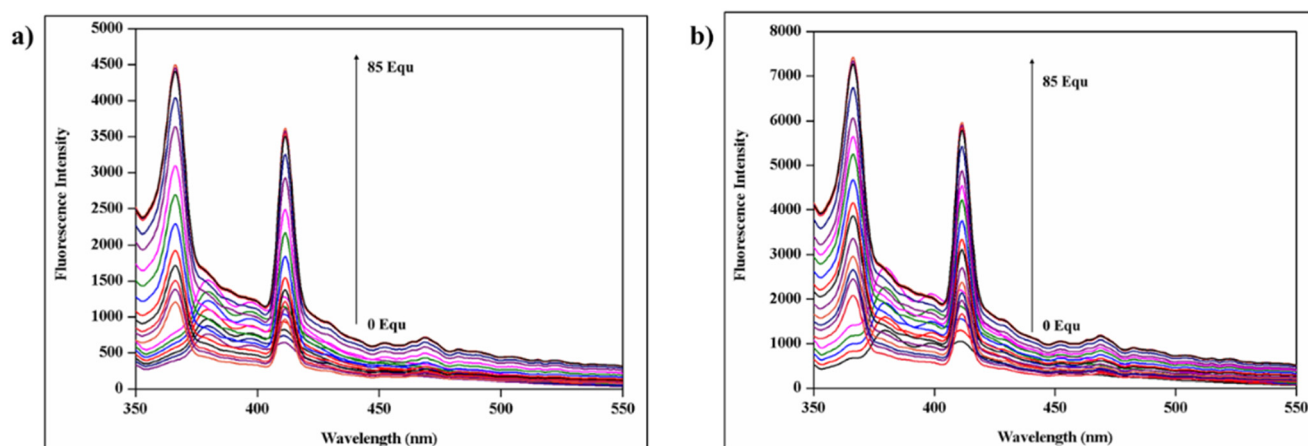 a)
Fluorescence Intensity
5000
4500
4000
3500
3000
2500
2000
1500
1000
500
0
85 Equ
0 Equ
350 400 450 500 550
Wavelength (nm)
b)
Fluorescence Intensity
8000
7000
6000
5000
4000
3000
2000
1000
0
85 Equ
0 Equ
350 400 450 500 550
Wavelength (nm)